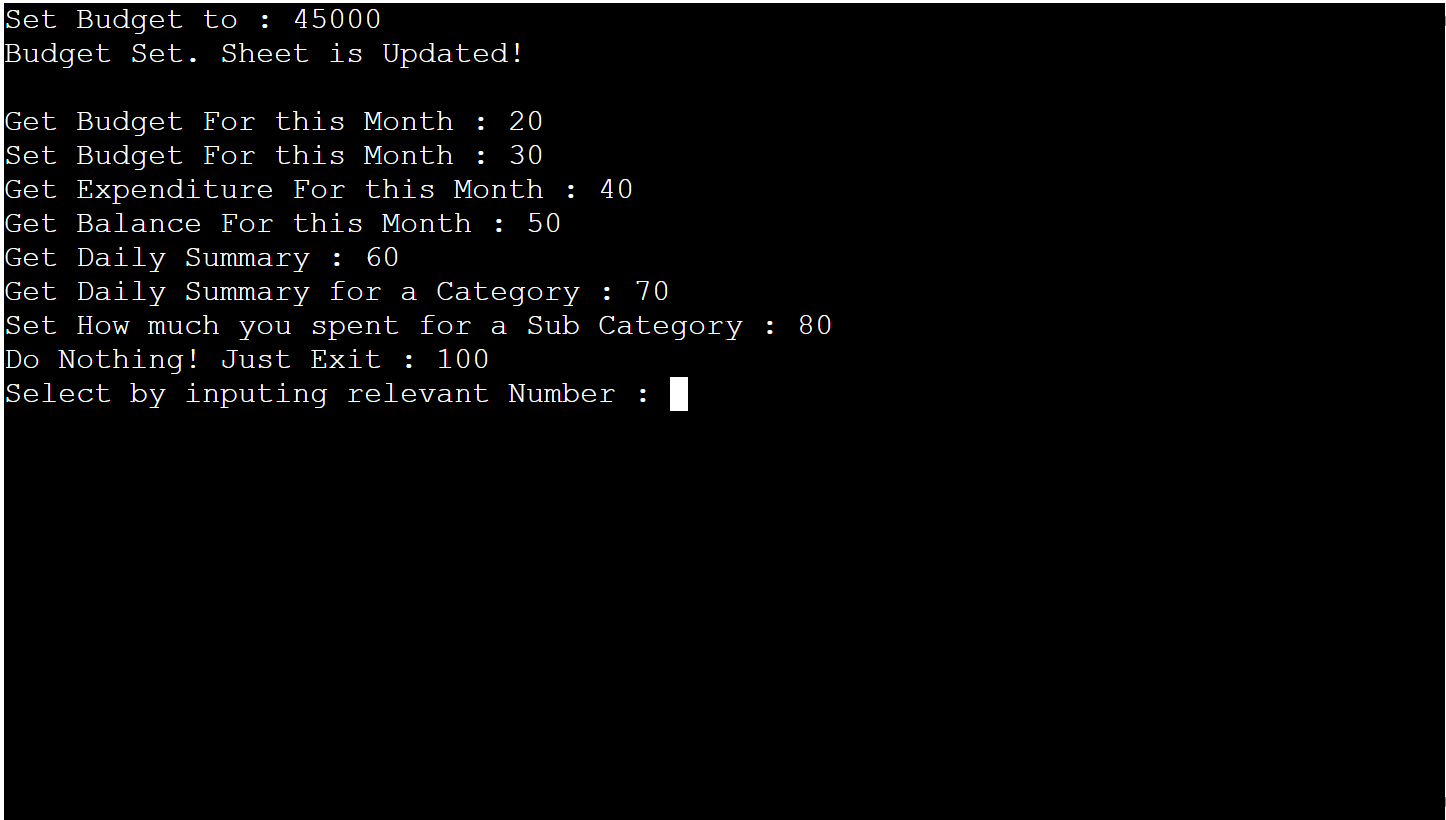 Set Budget to : 45000
Budget Set. Sheet is Updated!
Get Budget For this Month : 20
Set Budget For this Month : 30
Get Expenditure For this Month : 40
Get Balance For this Month : 50
Get Daily Summary : 60
Get Daily Summary for a Category : 70
Set How much you spent for a Sub Category : 80
Do Nothing! Just Exit : 100
Select by inputing relevant Number :